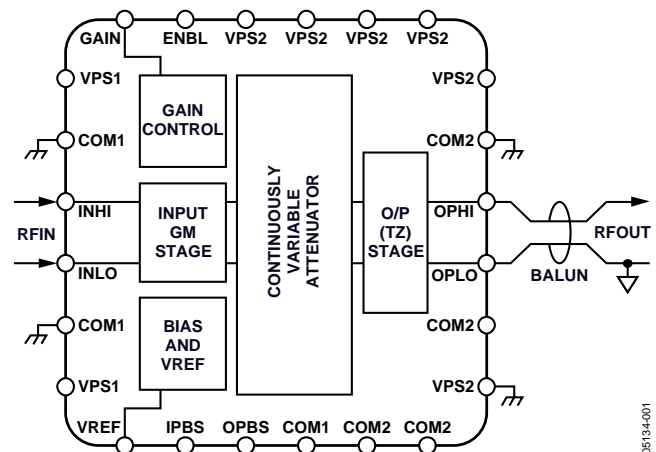 GAIN ENBL VPS2 VPS2 VPS2 VPS2
VPS1
VPS2
GAIN
CONTROL
COM1
COM2
CONTINUOUSLY
VARIABLE
ATTENUATOR
INHI
INPUT
GM
STAGE
O/P
(TZ)
STAGE
OPHI
RFIN
RFOUT
INLO
OPLO
BALUN
COM1
BIAS
AND
VREF
COM2
VPS1
VPS2
VREF IPBS OPBS COM1 COM2 COM2
05134-001